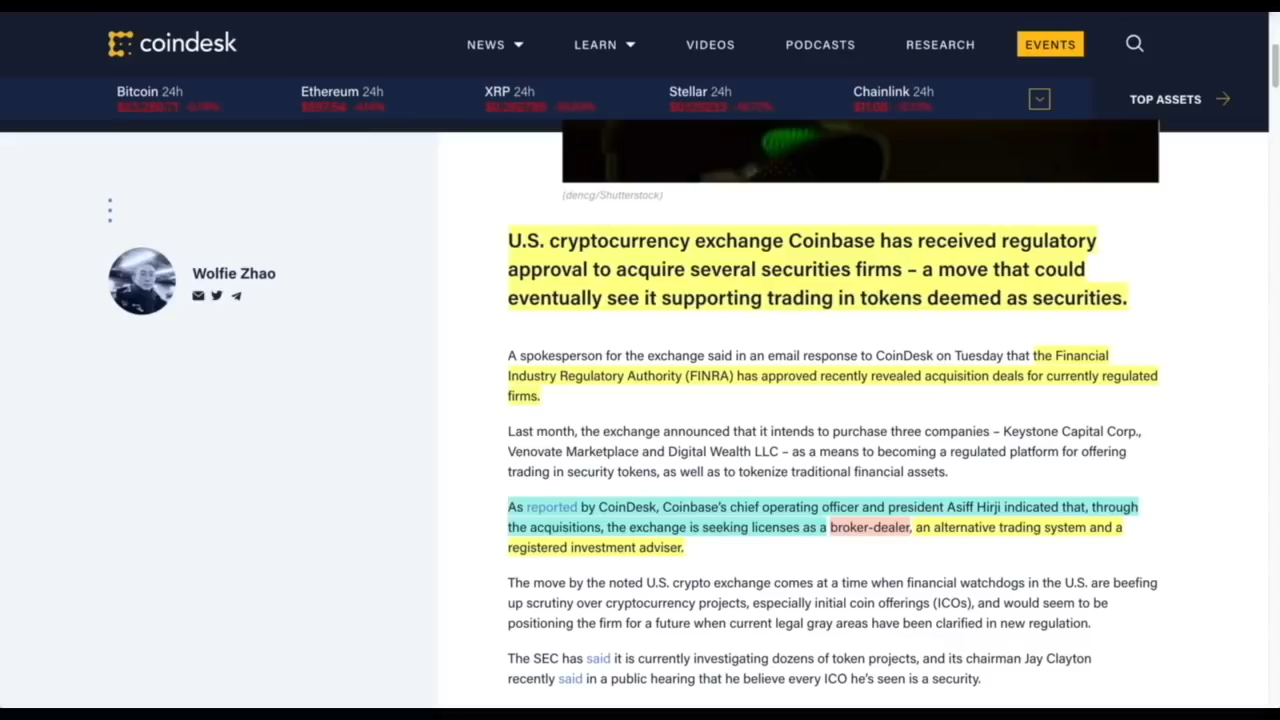 coindesk
NEWS
LEARN
VIDEOS
PODCASTS
RESEARCH
EVENTS
Bitcoin 24h
Ethereum 24h
XRP 24h
Stellar 24h
Chainlink 24h
TOP ASSETS
(dencg/Shutterstock)
Wolfie Zhao
U.S. cryptocurrency exchange Coinbase has received regulatory
approval to acquire several securities firms – a move that could
eventually see it supporting trading in tokens deemed as securities.
A spokesperson for the exchange said in an email response to CoinDesk on Tuesday that the Financial
Industry Regulatory Authority (FINRA) has approved recently revealed acquisition deals for currently regulated
firms.
Last month, the exchange announced that it intends to purchase three companies – Keystone Capital Corp.,
Venovate Marketplace and Digital Wealth LLC – as a means to becoming a regulated platform for offering
trading in security tokens, as well as to tokenize traditional financial assets.
As reported by CoinDesk, Coinbase's chief operating officer and president Asiff Hirji indicated that, through
the acquisitions, the exchange is seeking licenses as a broker-dealer, an alternative trading system and a
registered investment adviser.
The move by the noted U.S. crypto exchange comes at a time when financial watchdogs in the U.S. are beefing
up scrutiny over cryptocurrency projects, especially initial coin offerings (ICOs), and would seem to be
positioning the firm for a future when current legal gray areas have been clarified in new regulation.
The SEC has said it is currently investigating dozens of token projects, and its chairman Jay Clayton
recently said in a public hearing that he believe every ICO he's seen is a security.